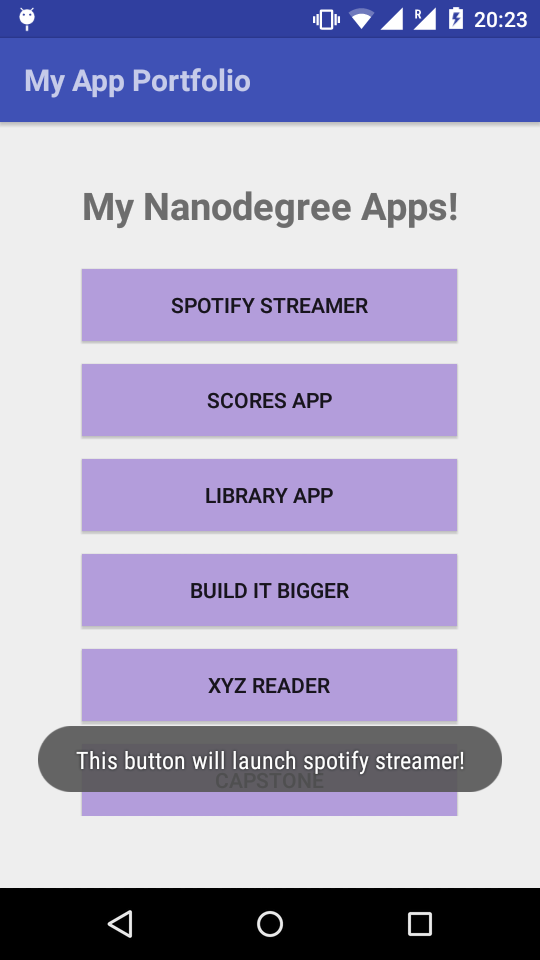 R
20:23
My App Portfolio
My Nanodegree Apps!
SPOTIFY STREAMER
SCORES APP
LIBRARY APP
BUILD IT BIGGER
XYZ READER
This button will launch spotify streamer!
CAPSTONE